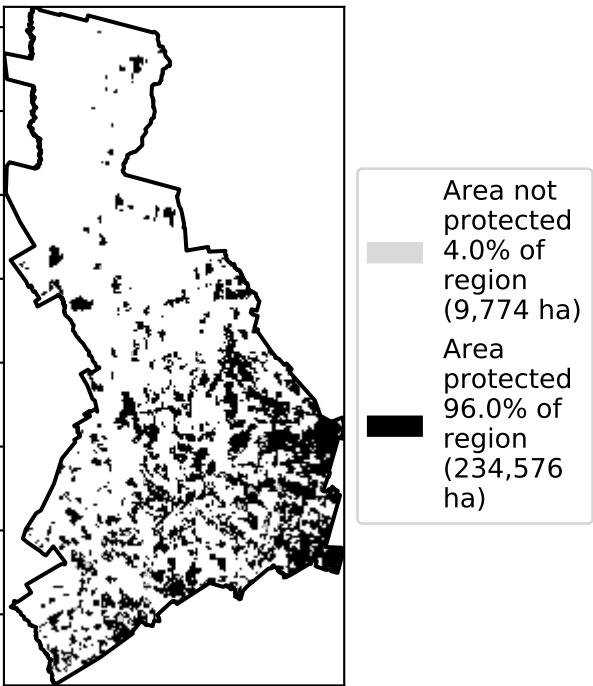 Area not
protected
4.0% of
region
(9,774 ha)
Area
protected
96.0% of
region
(234,576
ha)